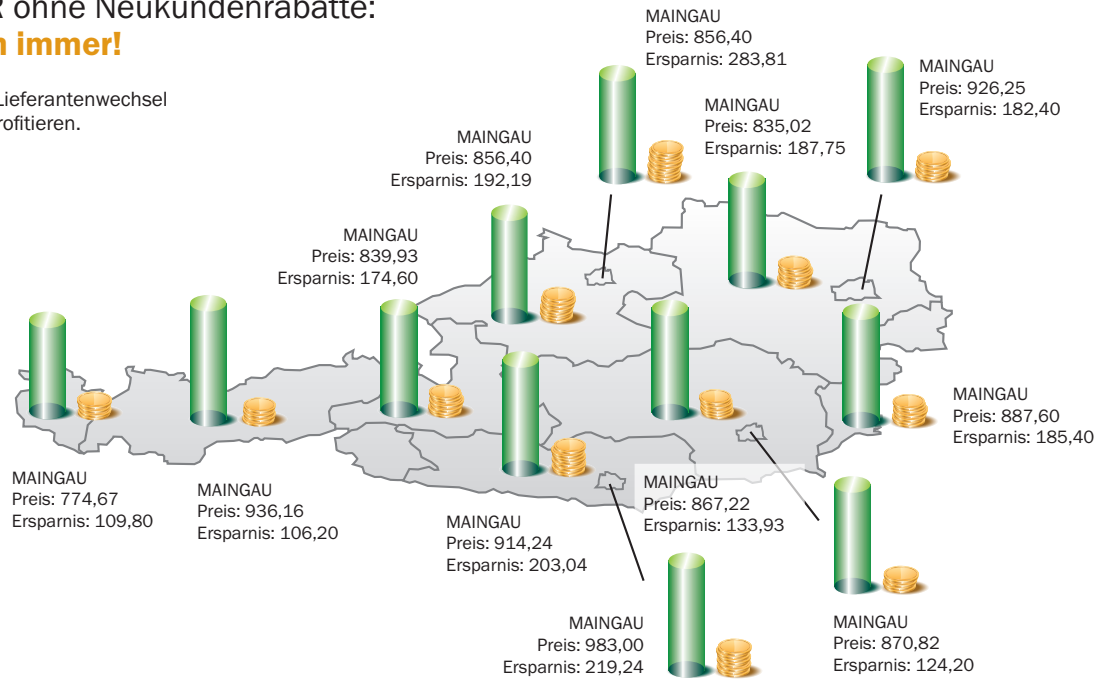 R ohne Neukundenrabatte:
immer!
Lieferantenwechsel
MAINGAU
Preis: 856,40
Ersparnis: 283,81
MAINGAU
Preis: 926,25
Ersparnis: 182,40
MAINGAU
Preis: 835,02
Ersparnis: 187,75
MAINGAU
Preis: 856,40
Ersparnis: 192,19
MAINGAU
Preis: 839,93
Ersparnis: 174,60
MAINGAU
Preis: 887,60
Ersparnis: 185,40
MAINGAU
Preis: 774,67
Ersparnis: 109,80
MAINGAU
Preis: 936,16
Ersparnis: 106,20
MAINGAU
Preis: 914,24
Ersparnis: 203,04
MAINGAU
Preis: 867,22
Ersparnis: 133,93
MAINGAU
Preis: 983,00
Ersparnis: 219,24
MAINGAU
Preis: 870,82
Ersparnis: 124,20